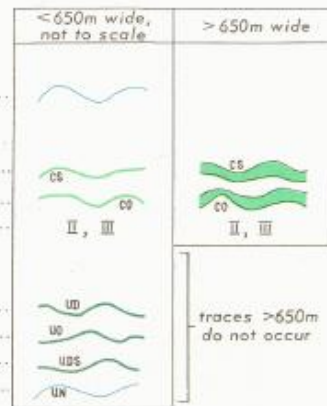 <650m wide,
not to scale
>650m wide
CS
CO
II, III
CS
CO
II, III
UD
UO
UDS
UN
traces >650m
do not occur